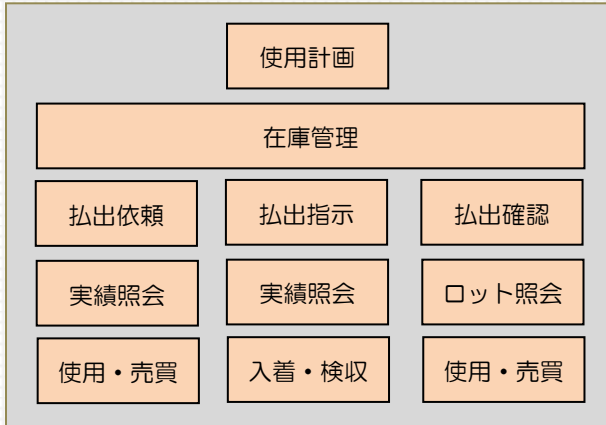 使用計画
在庫管理
払出依頼
払出指示
払出確認
実績照会
実績照会
ロット照会
使用・売買
入着・検収
使用・売買